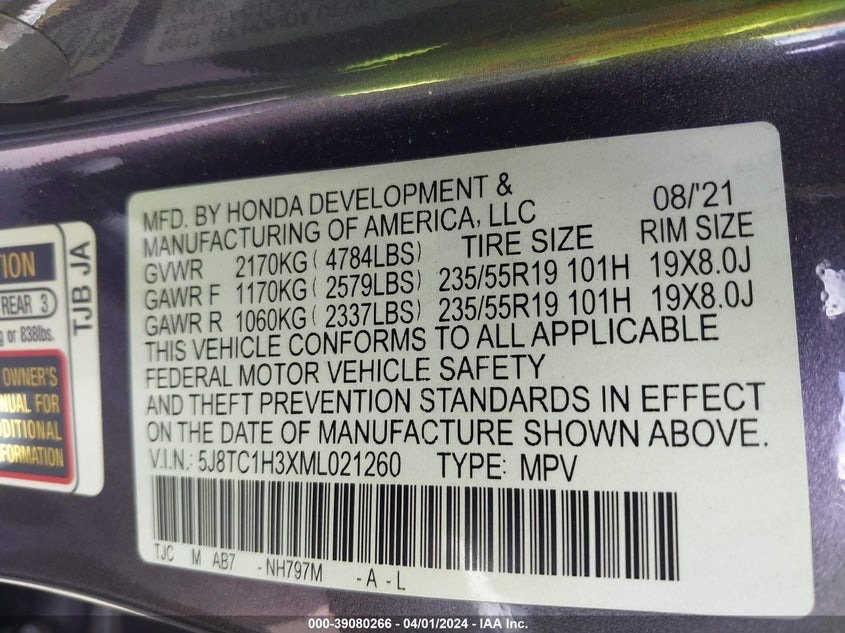 MFD. BY HONDA DEVELOPMENT & 08/'21
MANUFACTURING OF AMERICA, LLC
GVWR 2170KG ( 4784LBS) TIRE SIZE RIM SIZE
GAWR F 1170KG ( 2579LBS) 235/55R19 101H 19X8.0J
GAWR R 1060KG ( 2337LBS) 235/55R19 101H 19X8.0J
THIS VEHICLE CONFORMS TO ALL APPLICABLE
FEDERAL MOTOR VEHICLE SAFETY
AND THEFT PREVENTION STANDARDS IN EFFECT
ON THE DATE OF MANUFACTURE SHOWN ABOVE.
V.I.N.: 5J8TC1H3XML021260 TYPE: MPV
TJC M AB7 -NH797M -A-L
REAR 3
or 838lbs.
OWNER'S
FOR
TJB JA
000-39080266 - 04/01/2024 - IAA Inc.